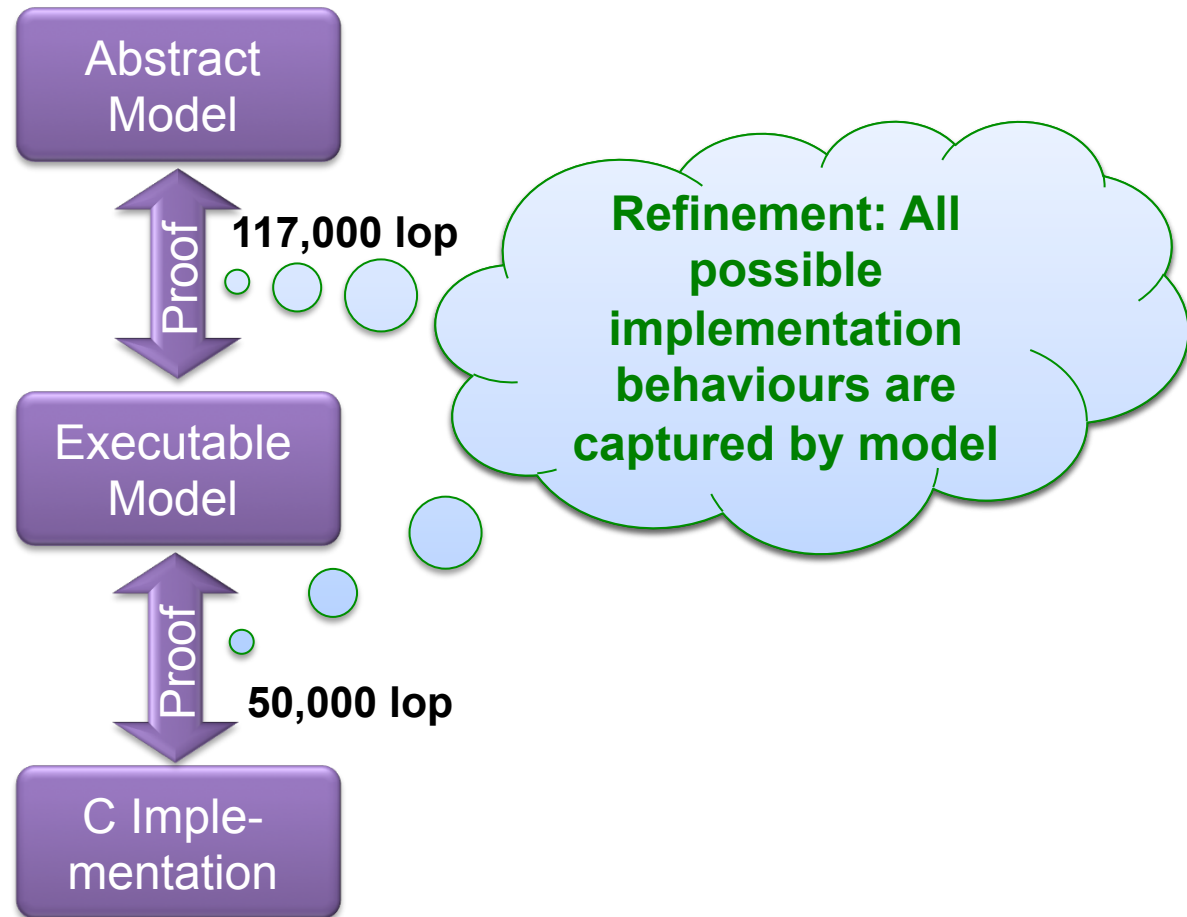 Abstract
Model
Proof
117,000 lop
Refinement: All
possible
implementation
behaviours are
captured by model
Executable
Model
Proof
50,000 lop
C Imple-
mentation